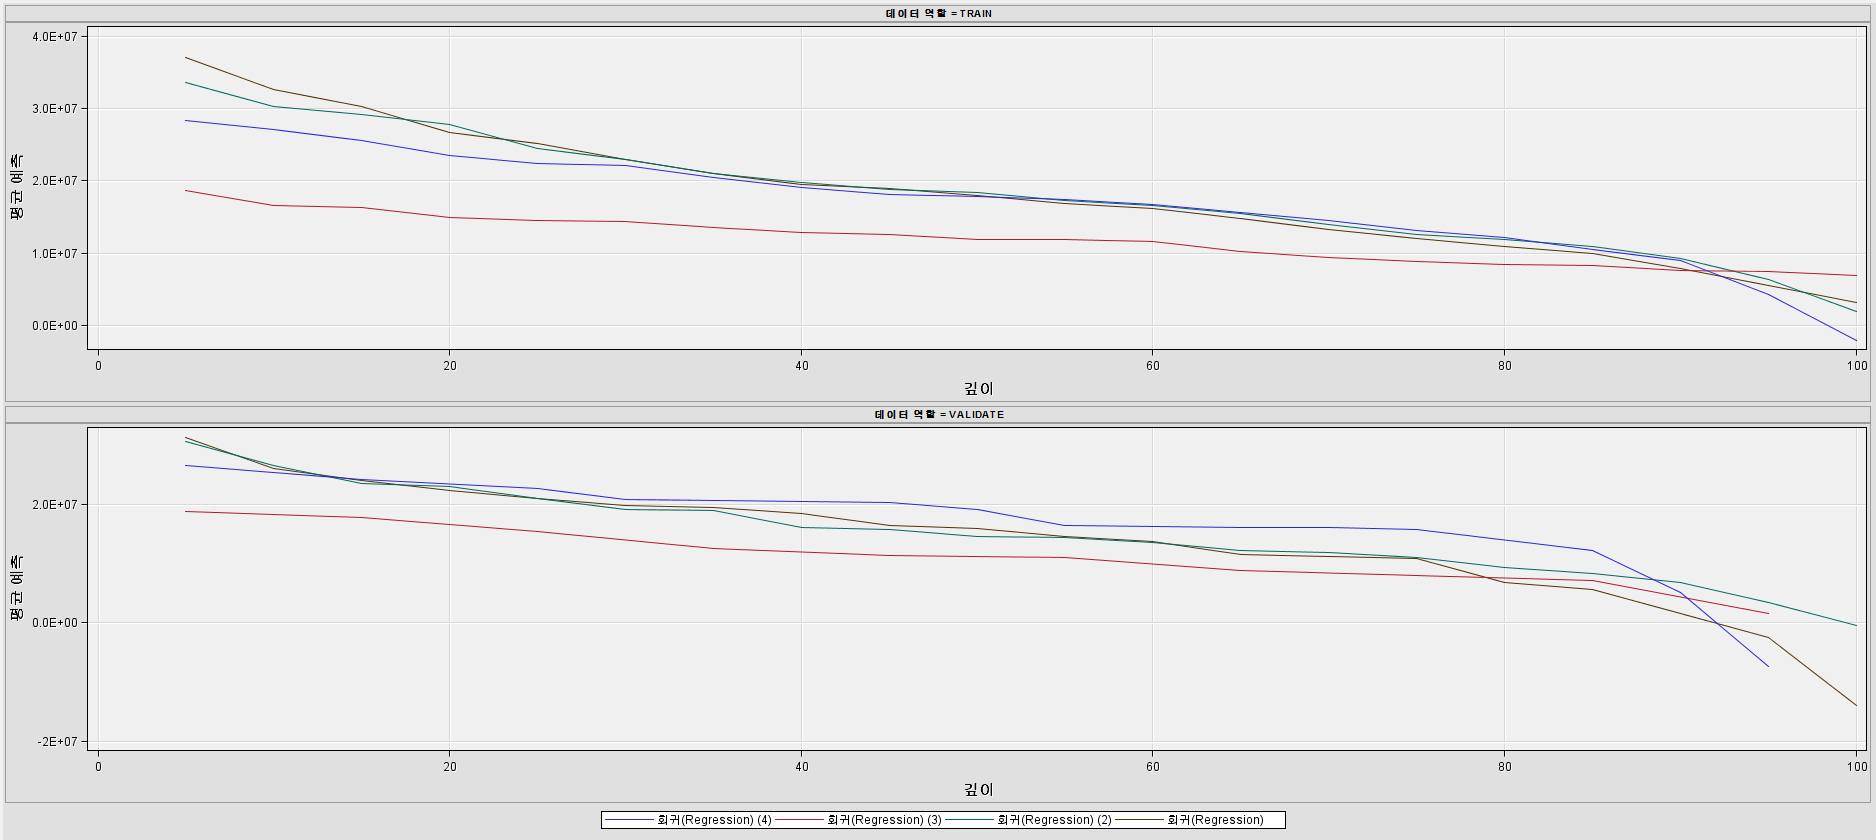 데이터 역할 = TRAIN
4.0E+07
3.0E+07
2.0E+07
1.0E+07
0.0E+00
평균 예측
0 20 40 60 80 100
깊이
데이터 역할 = VALIDATE
2.0E+07
0.0E+00
-2E+07
평균 예측
0 20 40 60 80 100
깊이
회귀(Regression) (4) 회귀(Regression) (3) 회귀(Regression) (2) 회귀(Regression)